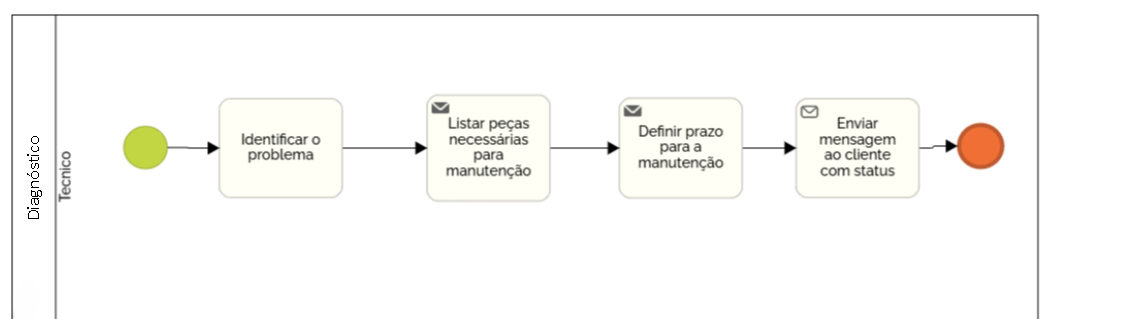 Diagnóstico
Tecnico
Identificar o
problema
Listar peças
necessárias
para
manutenção
Definir prazo
para a
manutenção
Enviar
mensagem
ao cliente
com status